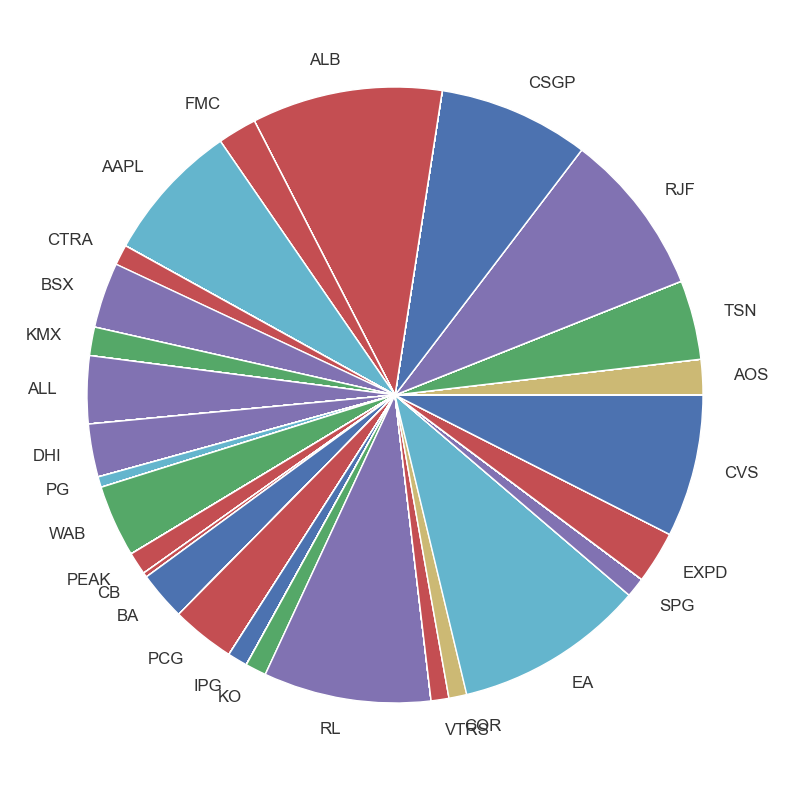 ALB
CSGP
FMC
AAPL
RJF
CTRA
BSX
TSN
KMX
AOS
ALL
DHI
CVS
PG
WAB
EXPD
PEAK
CB
SPG
BA
PCG
IPG
EA
KO
RL
VTRS
COR